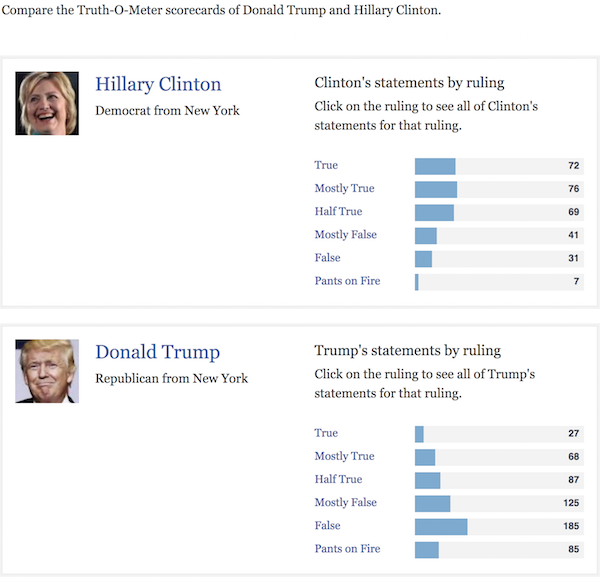 Compare the Truth-O-Meter scorecards of Donald Trump and Hillary Clinton.
Hillary Clinton
Democrat from New York
Clinton's statements by ruling
Click on the ruling to see all of Clinton's
statements for that ruling.
True 72
Mostly True 76
Half True 69
Mostly False 41
False 31
Pants on Fire 7
Donald Trump
Republican from New York
Trump's statements by ruling
Click on the ruling to see all of Trump's
statements for that ruling.
True 27
Mostly True 68
Half True 87
Mostly False 125
False 185
Pants on Fire 85